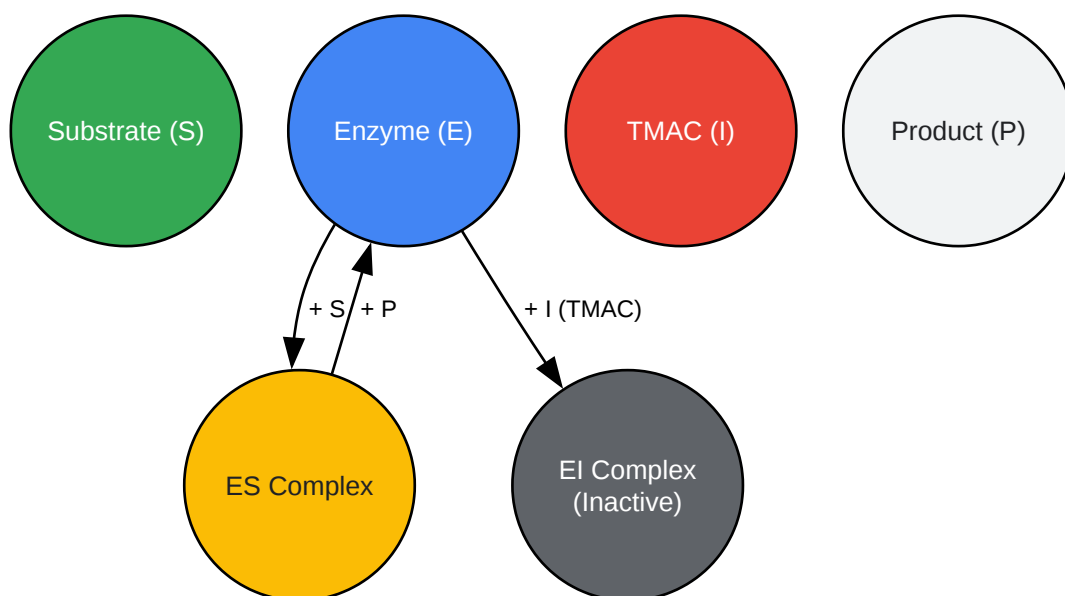 Substrate (S)
Enzyme (E)
TMAC (I)
Product (P)
+ S
+ P
+ I (TMAC)
ES Complex
EI Complex
(Inactive)